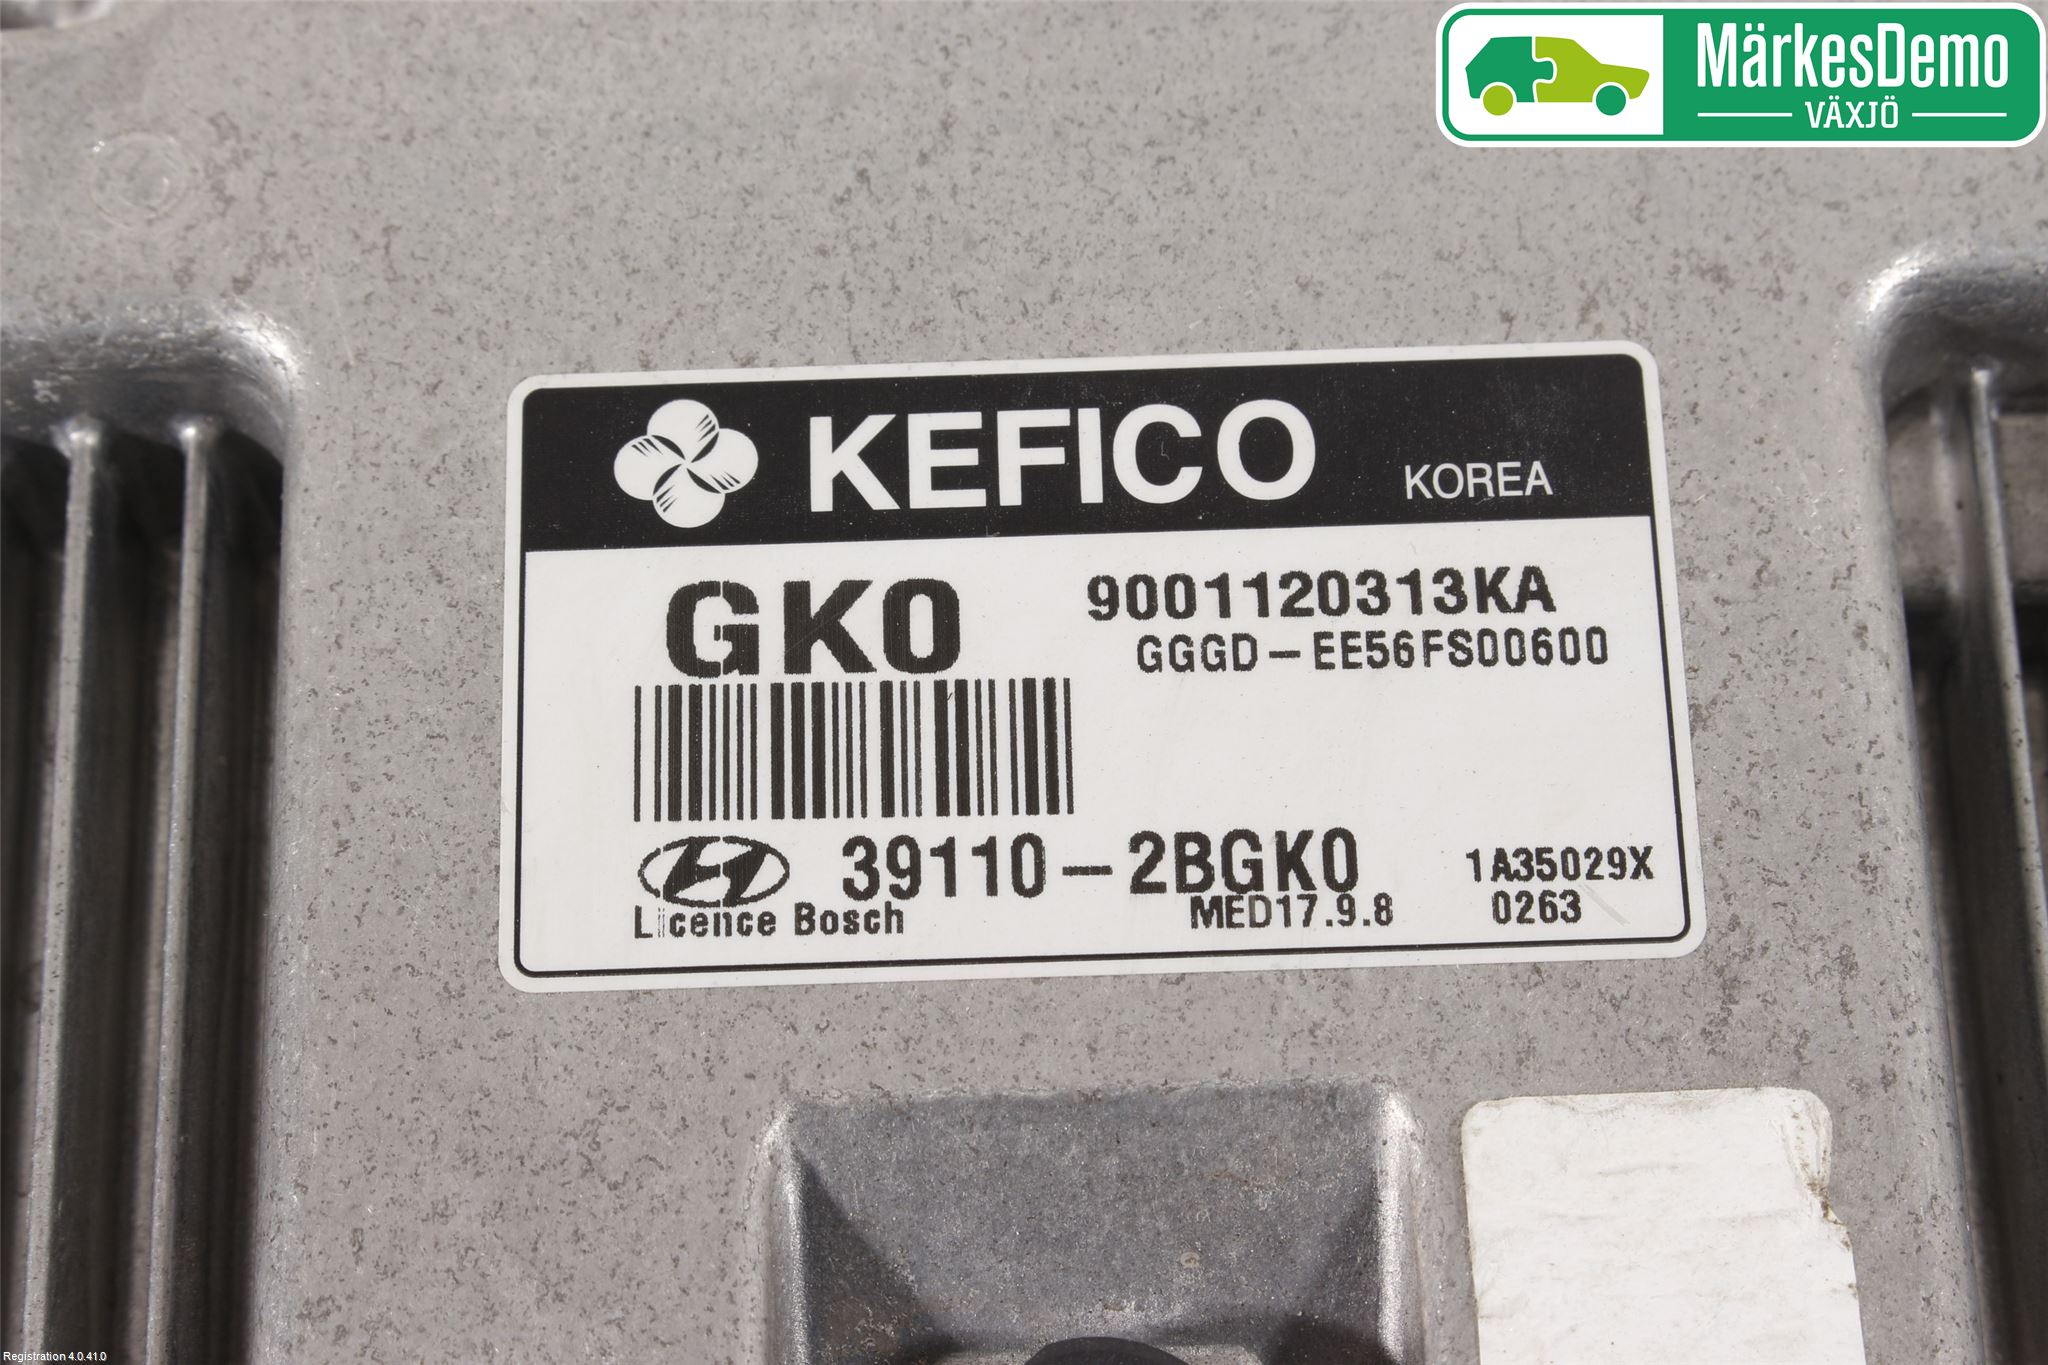 MärkesDemo
VÄXJÖ
KEFICO KOREA
GK0
9001120313KA
GGGD-EE56FS00600
39110-2BGK0
1A35029X
Licence Bosch
MED17.9.8
0263
Registration 4.0.41.0